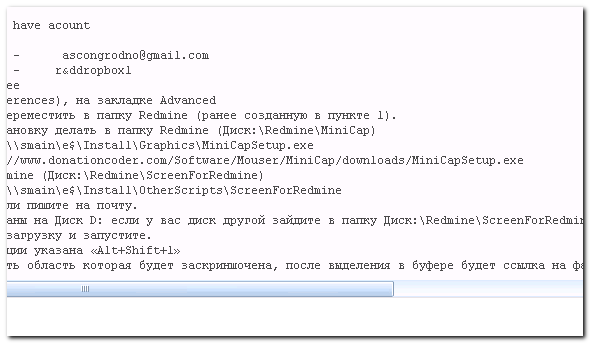 have acount
- ascongrodno@gmail.com
- r&ddropbox1
ее
erences), на закладке Advanced
ереместить в папку Redmine (ранее созданную в пункте 1).
ановку делать в папку Redmine (Диск:\Redmine\MiniCap)
\\smain\e$\Install\Graphics\MiniCapSetup.exe
//www.donationcoder.com/Software/Mouser/MiniCap/downloads/MiniCapSetup.exe
mine (Диск:\Redmine\ScreenForRedmine)
\\smain\e$\Install\OtherScripts\ScreenForRedmine
ли пишите на почту.
аны на Диск D: если у вас диск другой зайдите в папку Диск:\Redmine\ScreenForRedmin
загрузку и запустите.
ции указана «Alt+Shift+1»
ть область которая будет заскриншочена, после выделения в буфере будет ссылка на фа